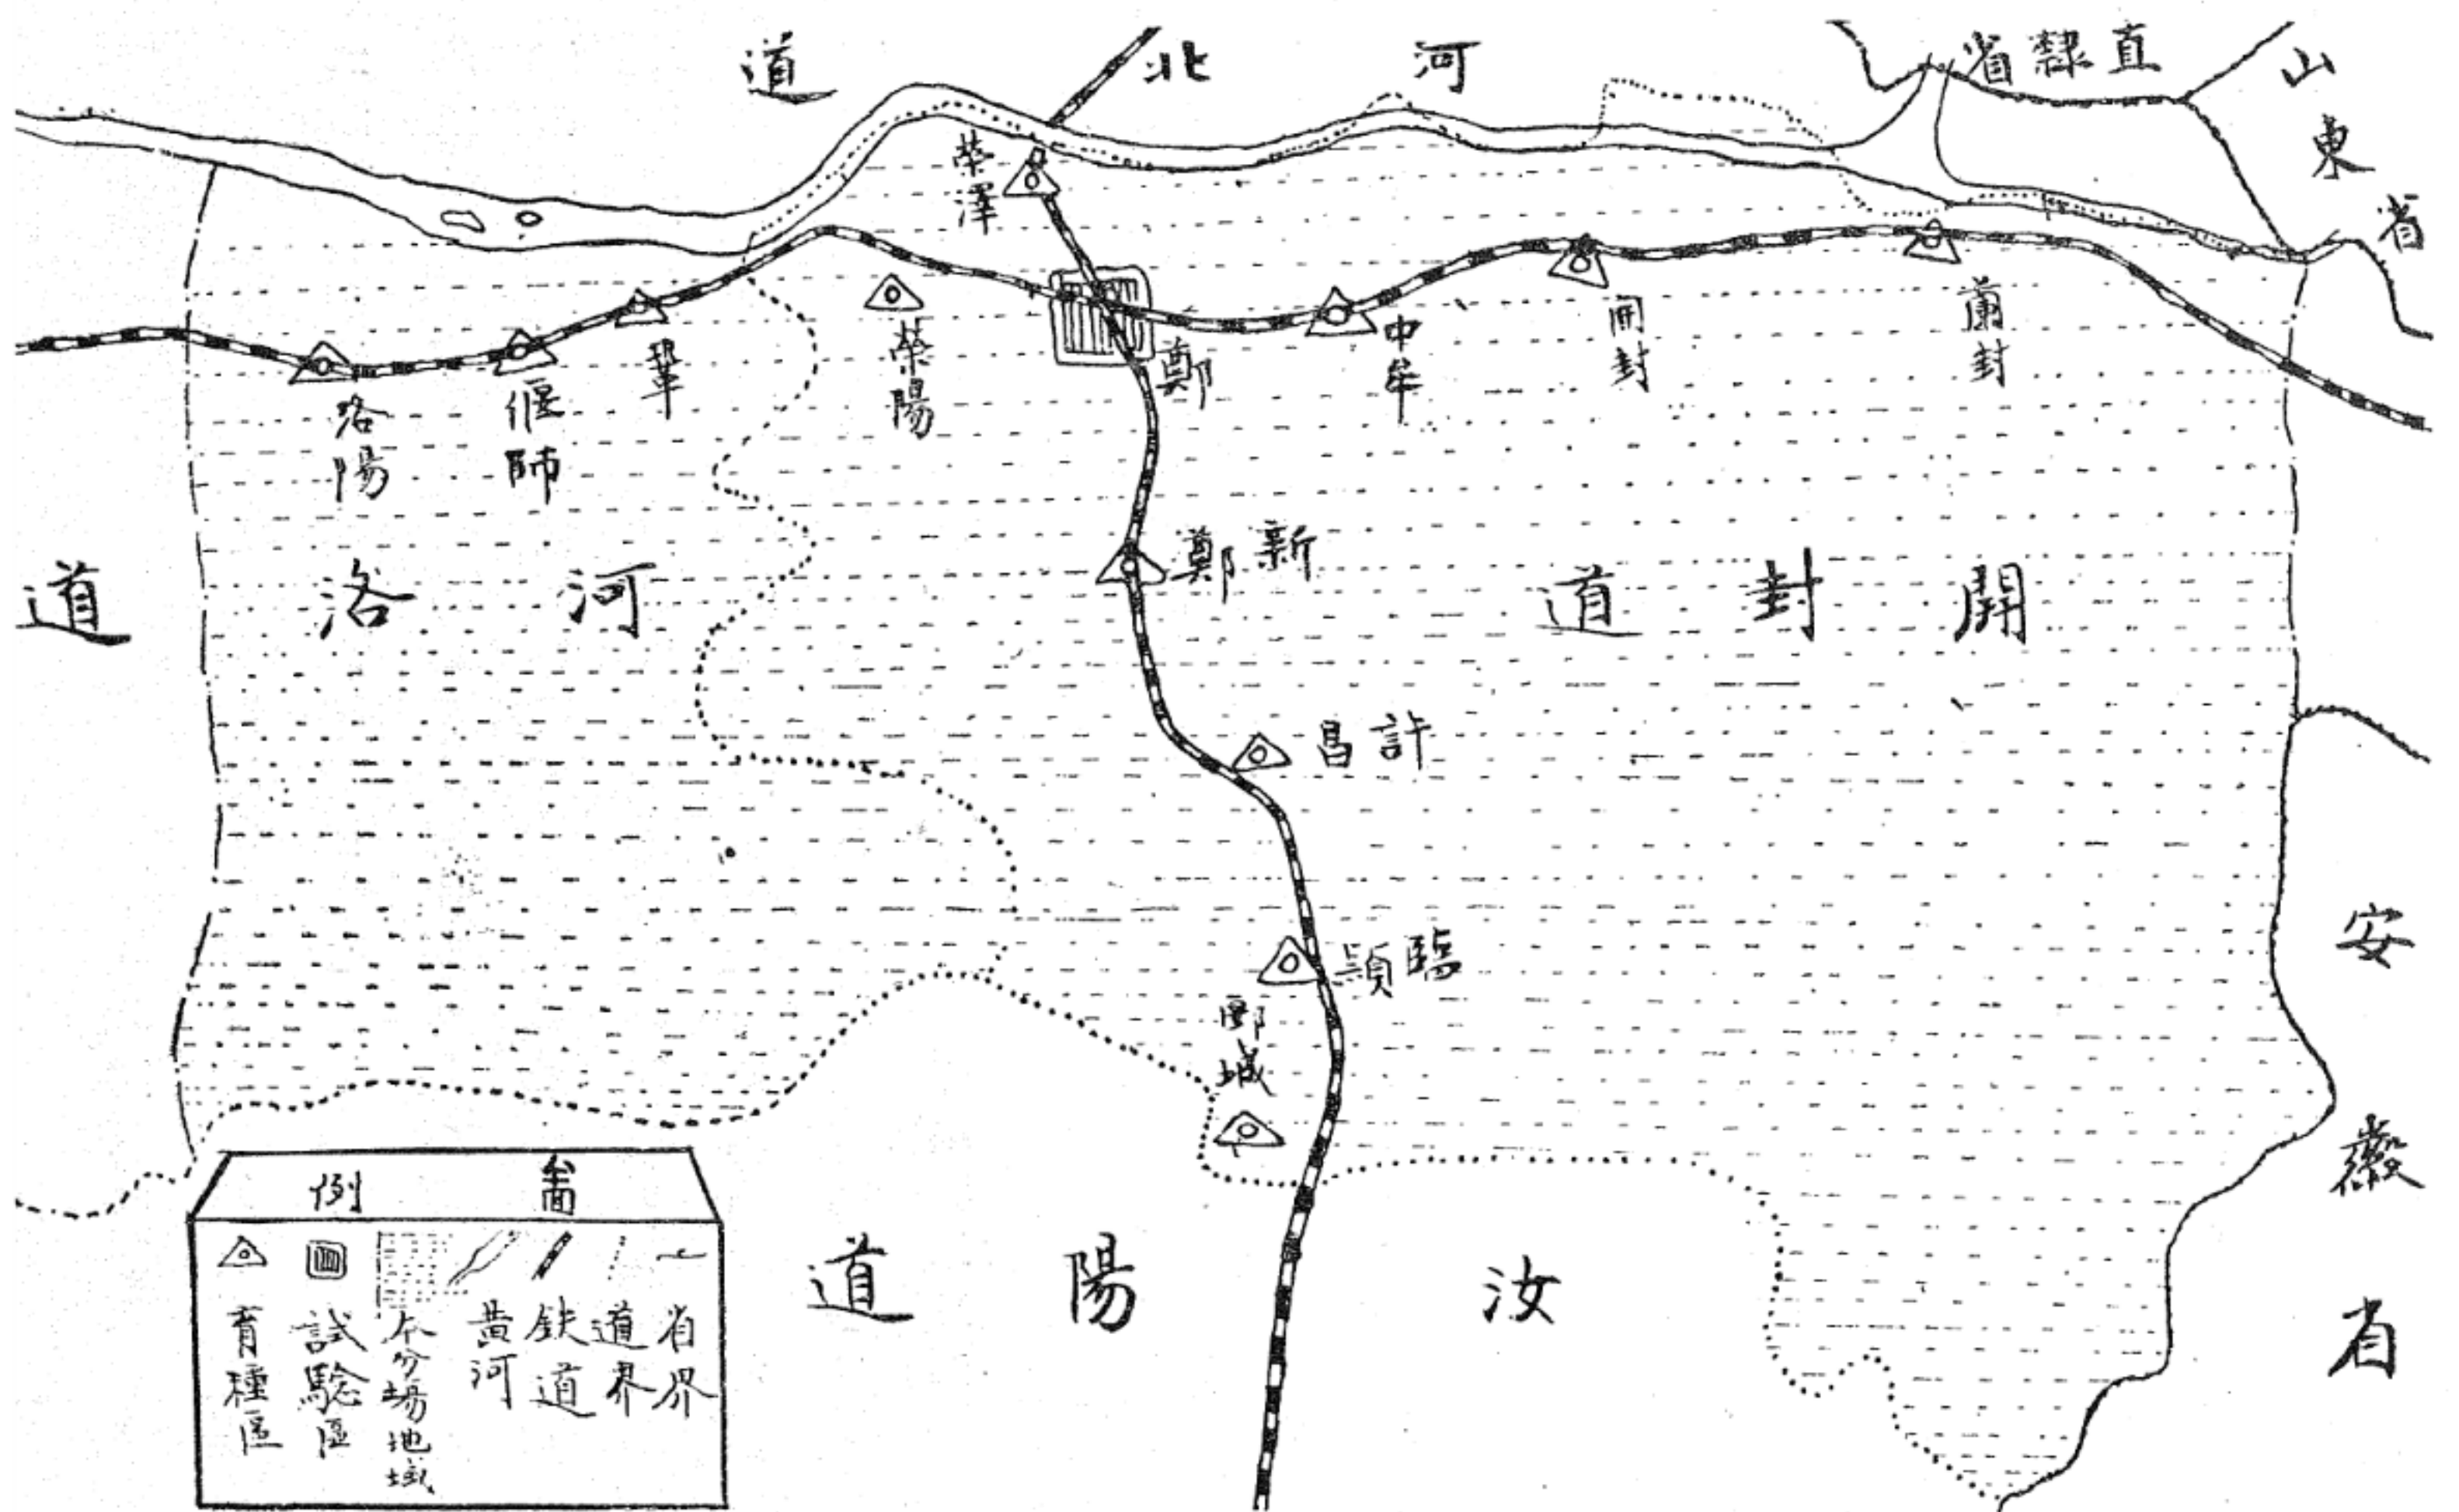 河北道
直隸省
山東省
荥澤
洛陽
偃師
鞏
荥陽
鄭
中牟
開封
蘭封
新鄭
開封道
河洛道
許昌
臨潁
郾城
安徽省
汝陽道
圖例
省界
道界
鉄道
黃河
本分場地域
試驗區
育種區